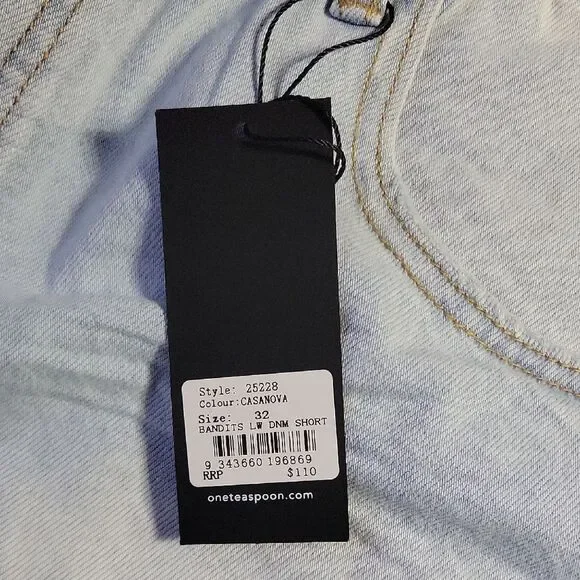 Style: 25228
Colour:CASANOVA
Size: 32
BANDITS LW DNM SHORT
9 343660 196869
RRP $110
oneteaspoon.com